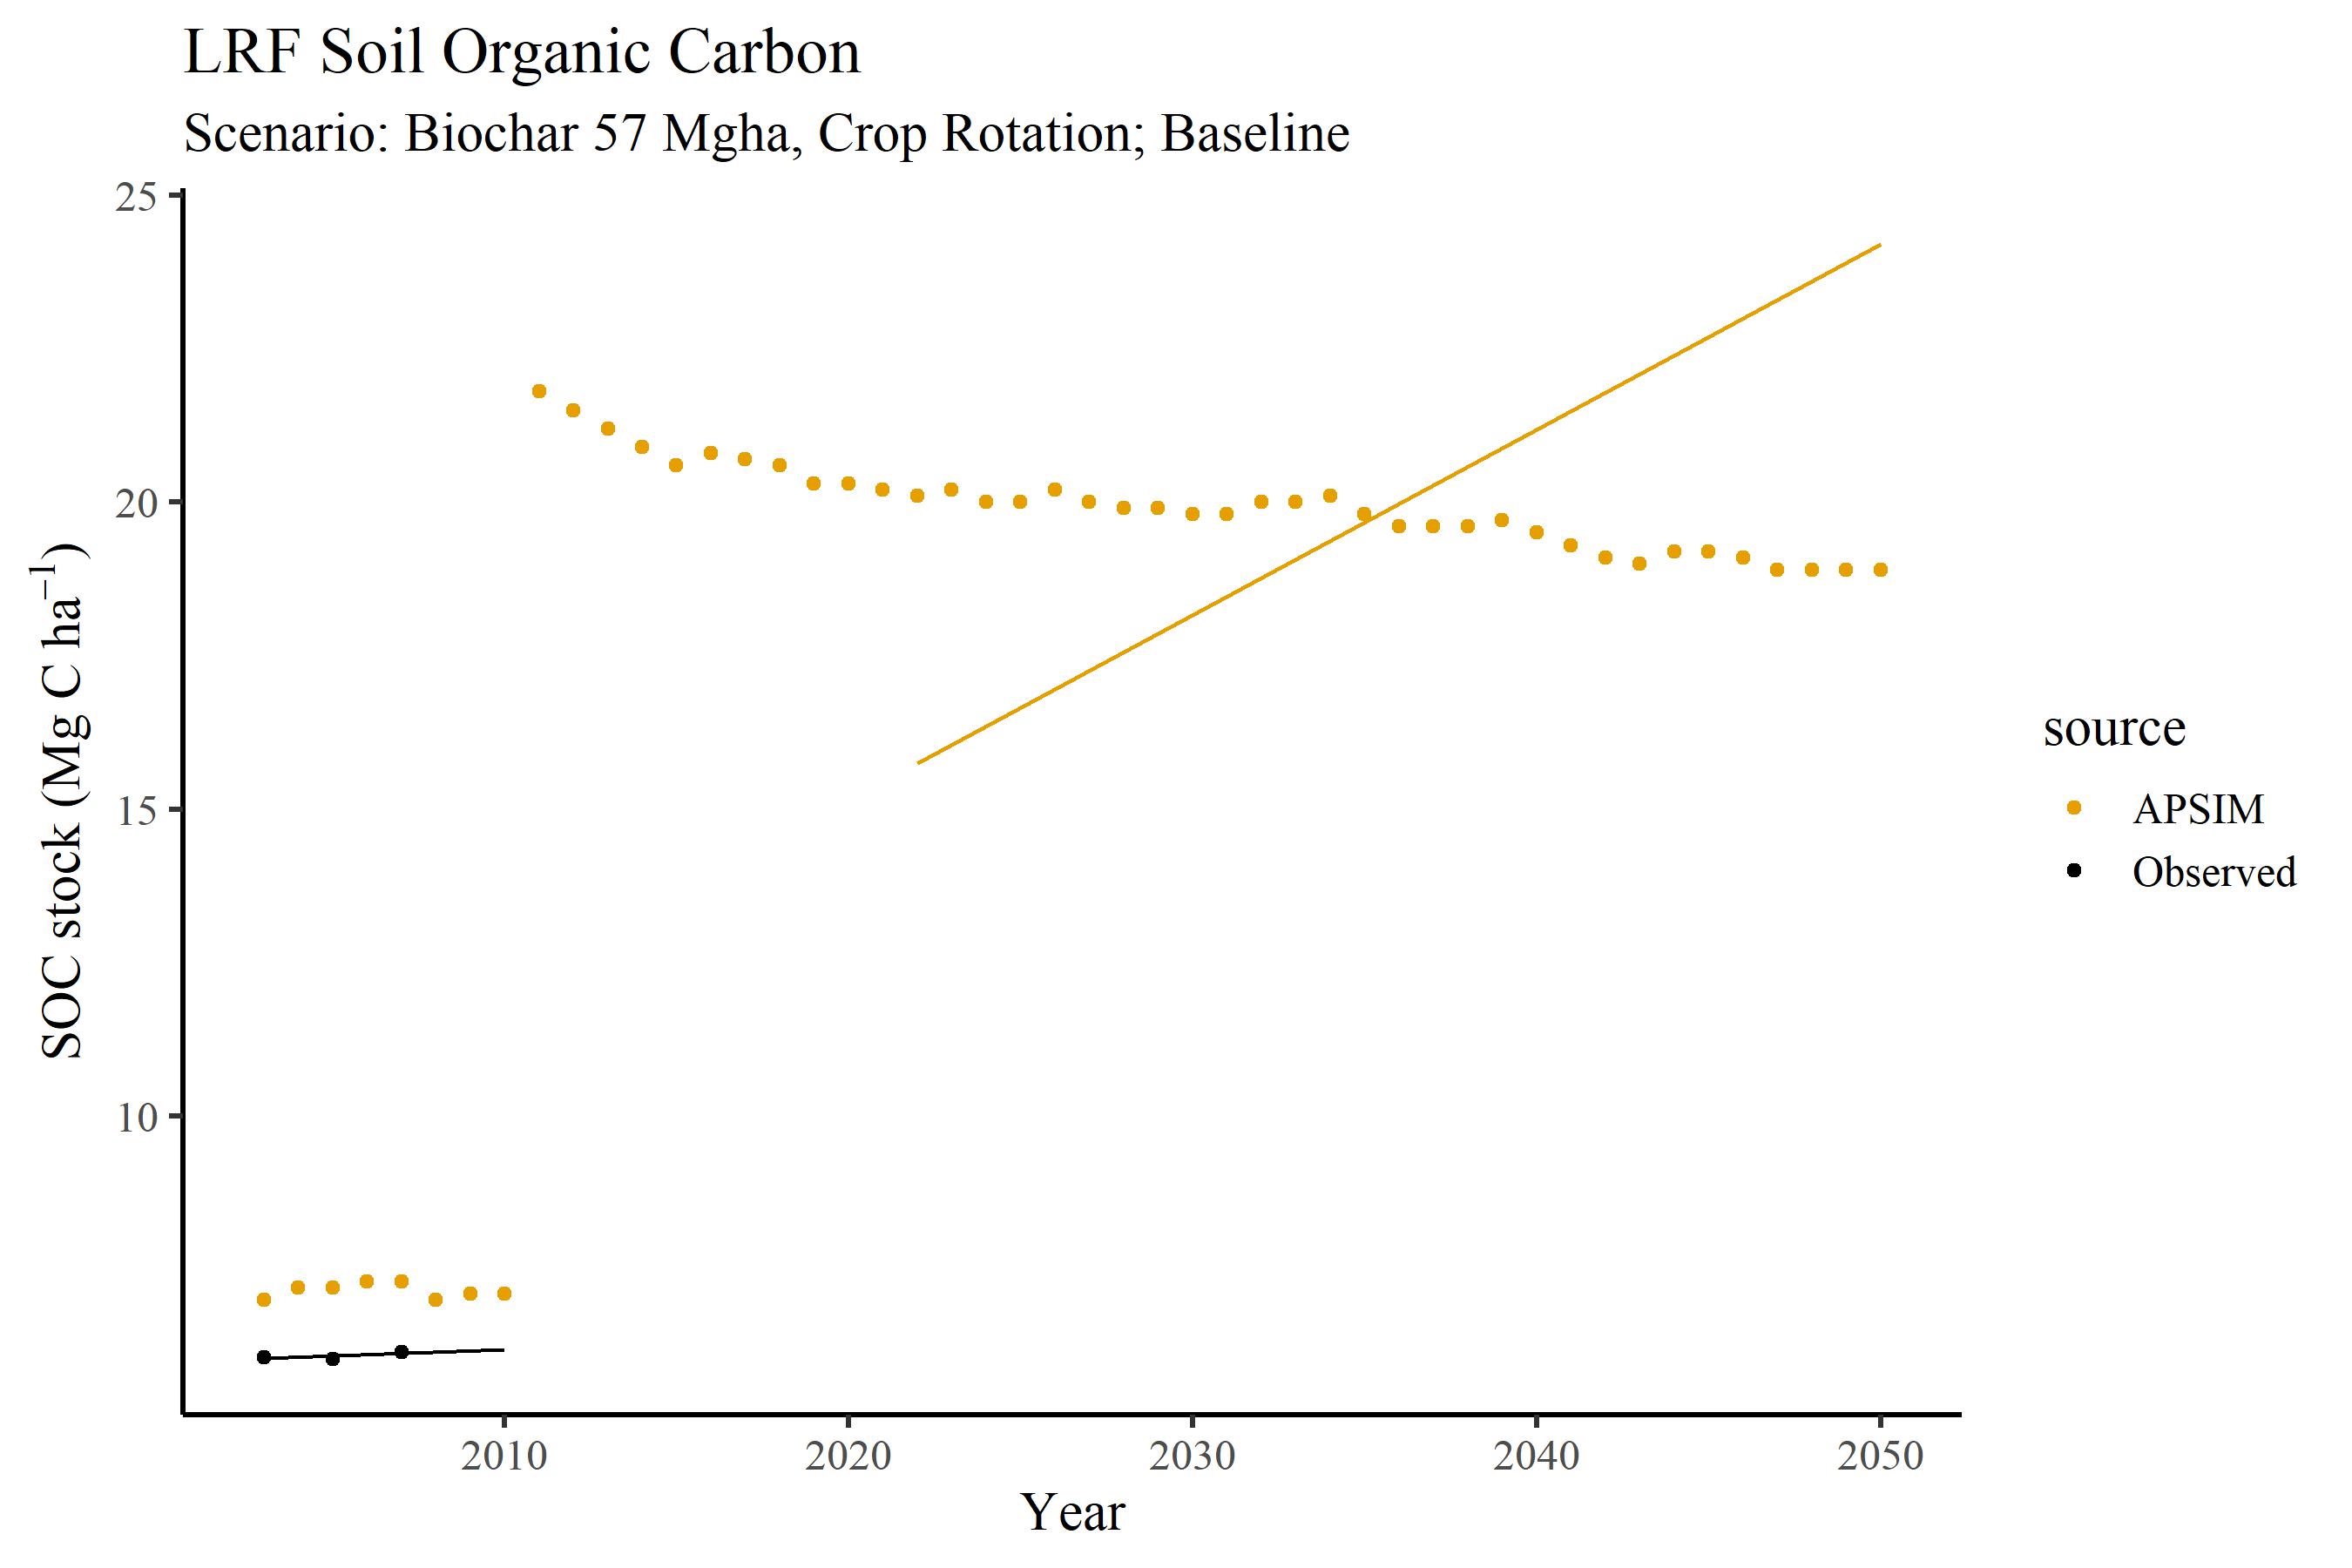 LRF Soil Organic Carbon
Scenario: Biochar 57 Mgha, Crop Rotation; Baseline
25
20
15
10
SOC stock (Mg C ha⁻¹)
2010 2020 2030 2040 2050
Year
source
APSIM
Observed